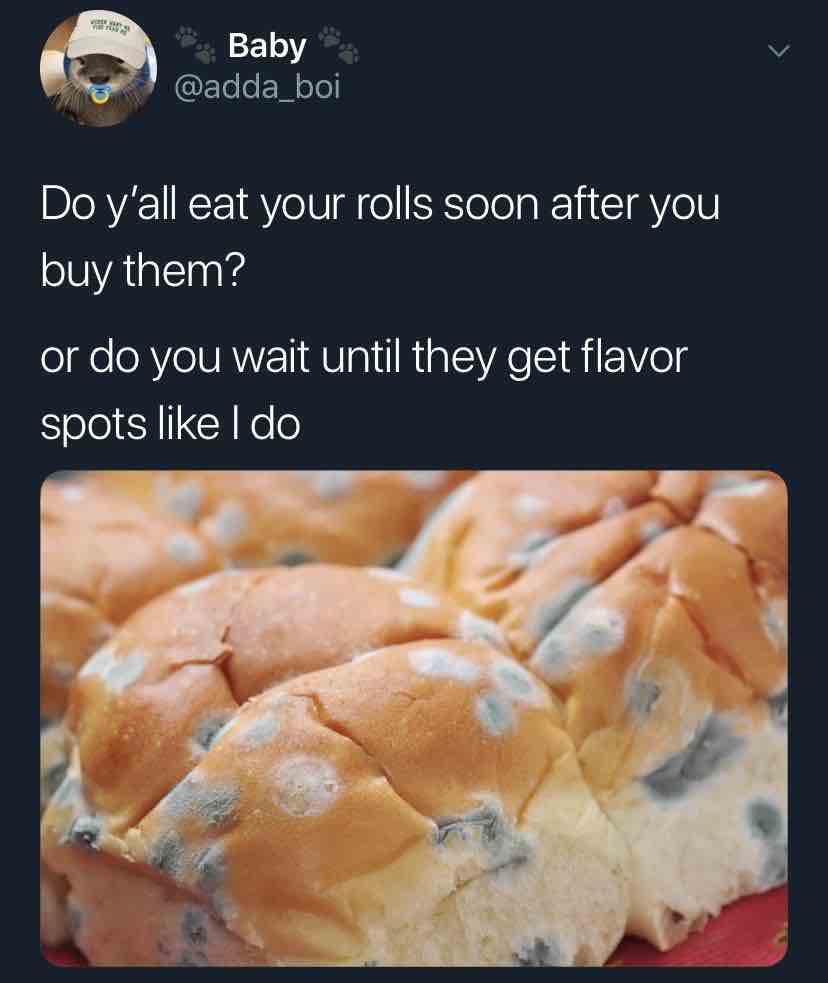 Baby
@adda_boi
Do y'all eat your rolls soon after you
buy them?
or do you wait until they get flavor
spots like I do